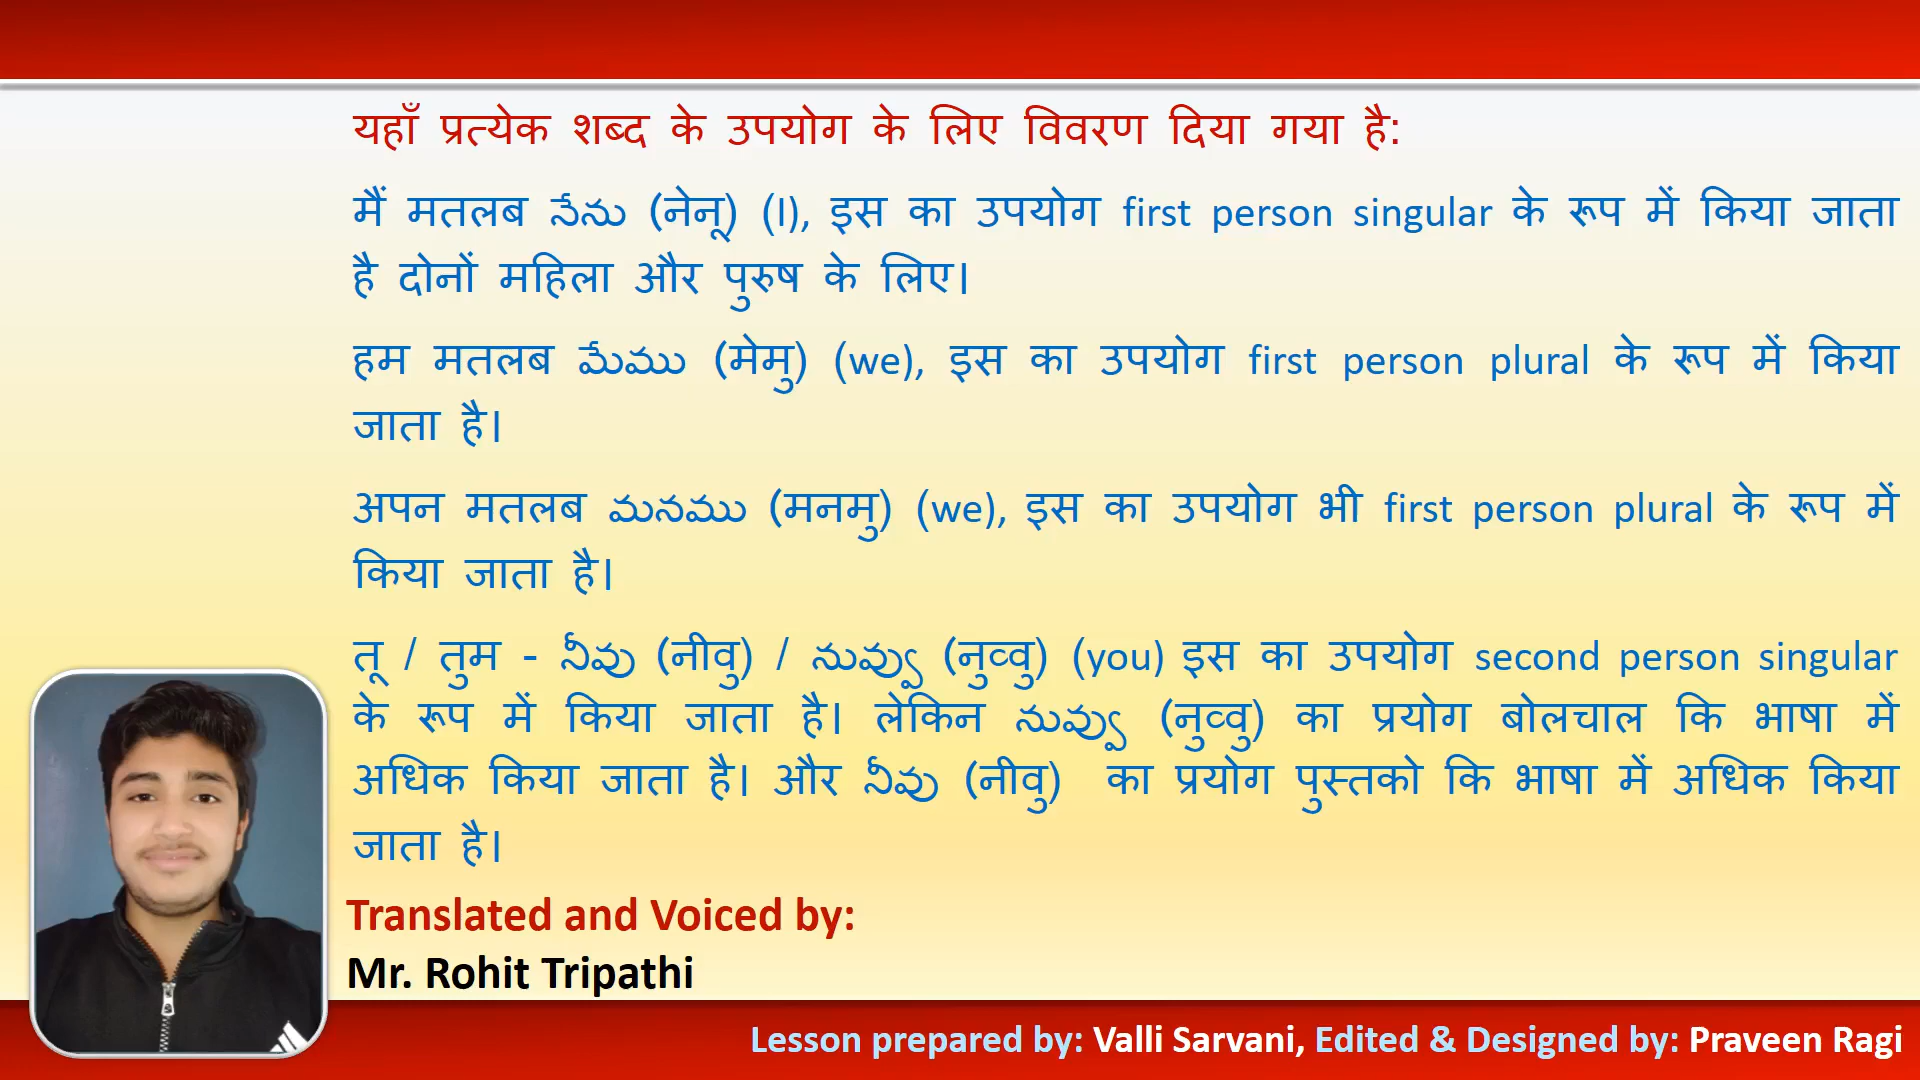 यहाँ प्रत्येक शब्द के उपयोग के लिए विवरण दिया गया है:
मैं मतलब నేను (नेनू) (I), इस का उपयोग first person singular के रूप में किया जाता
है दोनों महिला और पुरुष के लिए।
हम मतलब మేము (मेमु) (we), इस का उपयोग first person plural के रूप में किया
जाता है।
अपन मतलब మనము (मनमु) (we), इस का उपयोग भी first person plural के रूप में
किया जाता है।
तू / तुम - నీవు (नीवु) / నువ్వు (नुव्वु) (you) इस का उपयोग second person singular
के रूप में किया जाता है। लेकिन నువ్వు (नुव्वु) का प्रयोग बोलचाल कि भाषा में
अधिक किया जाता है। और నీవు (नीवु) का प्रयोग पुस्तको कि भाषा में अधिक किया
जाता है।
Translated and Voiced by:
Mr. Rohit Tripathi
Lesson prepared by: Valli Sarvani, Edited & Designed by: Praveen Ragi